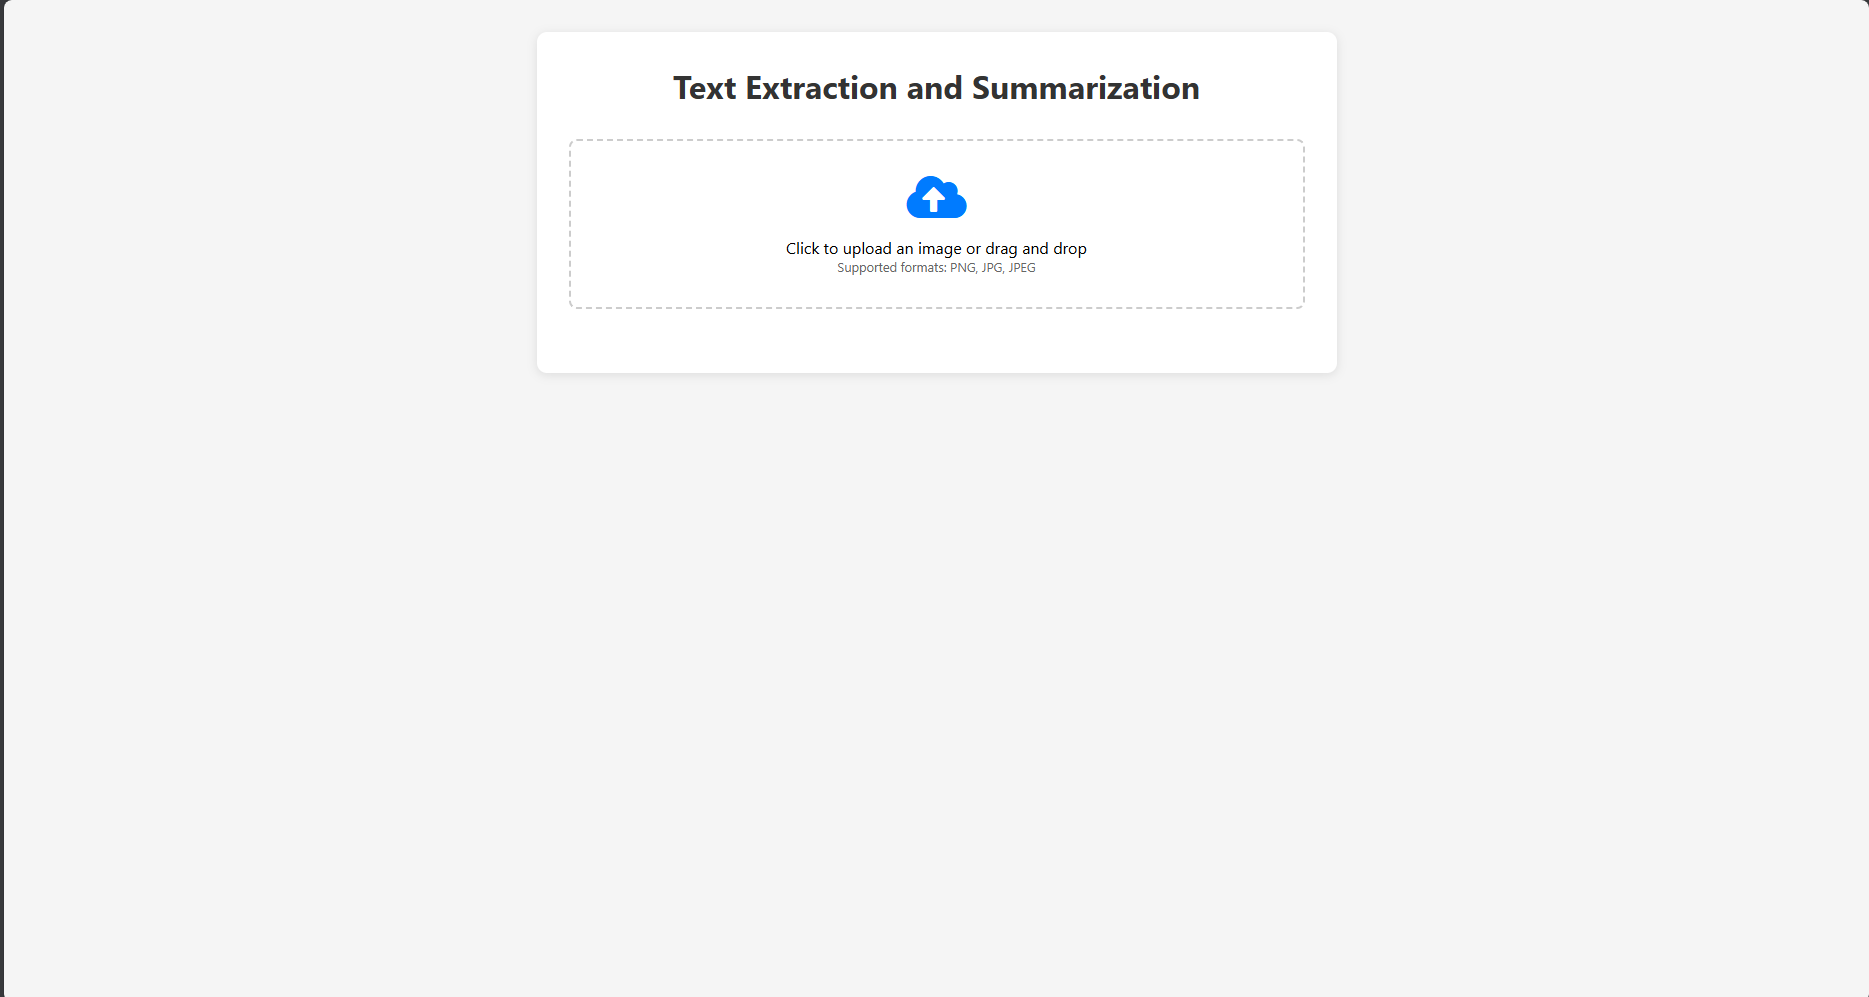 Text Extraction and Summarization
Click to upload an image or drag and drop
Supported formats: PNG, JPG, JPEG